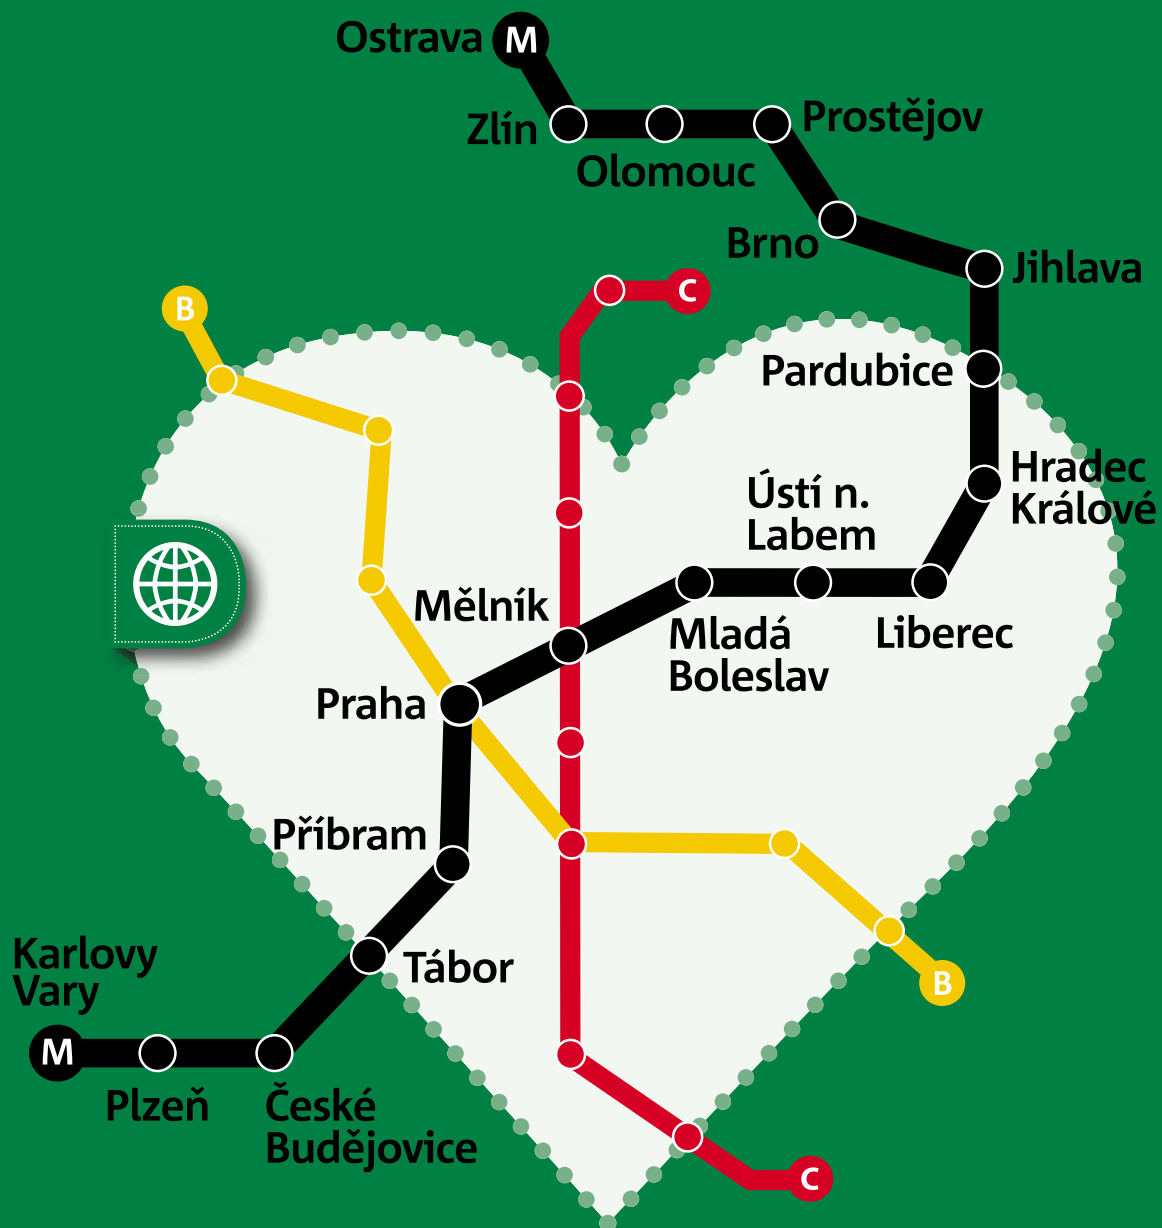 Ostrava M
Zlín
Olomouc
Prostějov
Brno
Jihlava
B
C
Pardubice
Hradec
Králové
Ústí n.
Labem
Mělník
Mladá
Boleslav
Liberec
Praha
Příbram
Karlovy
Vary
Tábor
B
M
Plzeň
České
Budějovice
C